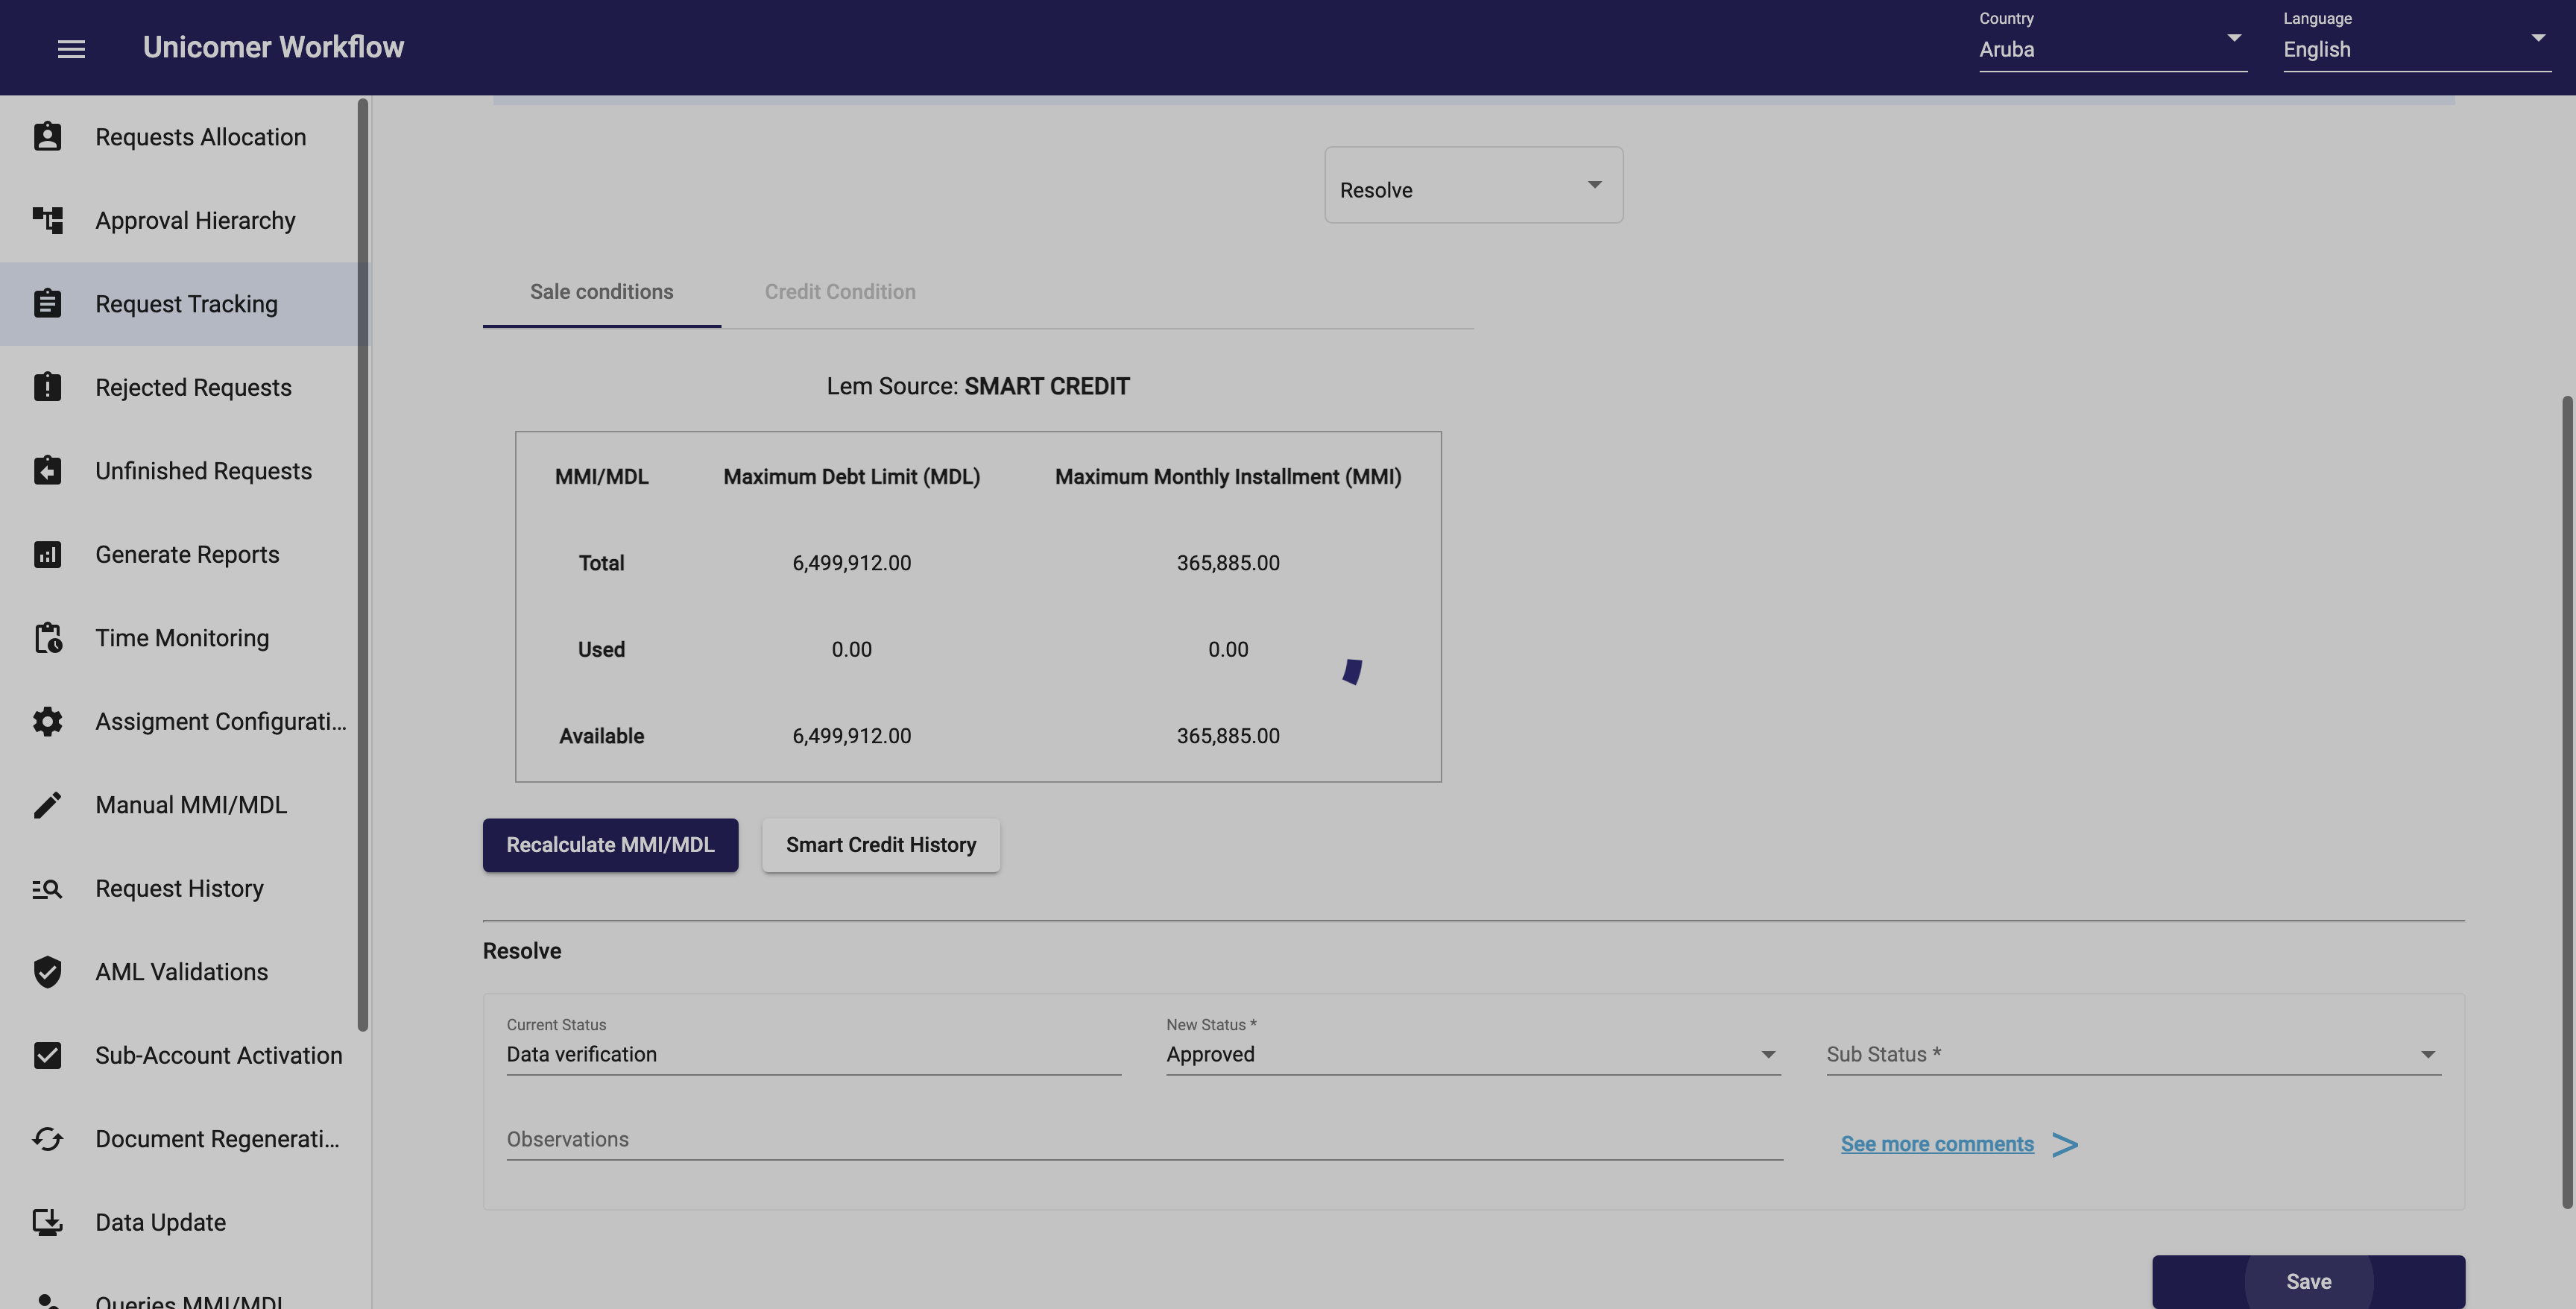 Unicomer Workflow
Country
Aruba
Language
English
Requests Allocation
Approval Hierarchy
Request Tracking
Rejected Requests
Unfinished Requests
Generate Reports
Time Monitoring
Assigment Configurati...
Manual MMI/MDL
Request History
AML Validations
Sub-Account Activation
Document Regenerati...
Data Update
Queries MMI/MDL
Resolve
Sale conditions Credit Condition
Lem Source: SMART CREDIT
MMI/MDL Maximum Debt Limit (MDL) Maximum Monthly Installment (MMI)
Total 6,499,912.00 365,885.00
Used 0.00 0.00
Available 6,499,912.00 365,885.00
Recalculate MMI/MDL Smart Credit History
Resolve
Current Status
Data verification
New Status *
Approved
Sub Status *
Observations
See more comments >
Save